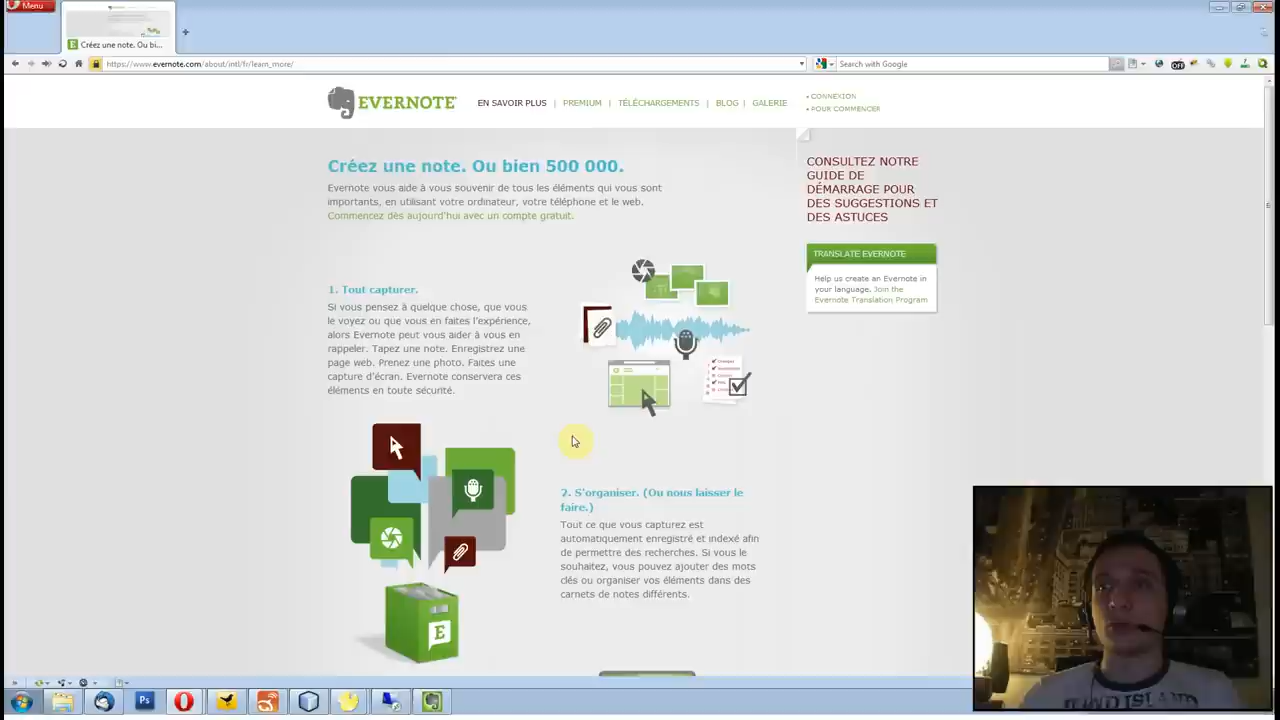 Menu
Créez une note. Ou bi...
https://www.evernote.com/about/intl/fr/learn_more/
Search with Google
EVERNOTE
EN SAVOIR PLUS | PREMIUM | TÉLÉCHARGEMENTS | BLOG | GALERIE
CONNEXION
POUR COMMENCER
Créez une note. Ou bien 500 000.
Evernote vous aide à vous souvenir de tous les éléments qui vous sont
importants, en utilisant votre ordinateur, votre téléphone et le web.
Commencez dès aujourd'hui avec un compte gratuit.
CONSULTEZ NOTRE
GUIDE DE
DÉMARRAGE POUR
DES SUGGESTIONS ET
DES ASTUCES
TRANSLATE EVERNOTE
Help us create an Evernote in
your language. Join the
Evernote Translation Program
1. Tout capturer.
Si vous pensez à quelque chose, que vous
le voyez ou que vous en faites l'expérience,
alors Evernote peut vous aider à vous en
rappeler. Tapez une note. Enregistrez une
page web. Prenez une photo. Faites une
capture d'écran. Evernote conservera ces
éléments en toute sécurité.
2. S'organiser. (Ou nous laisser le
faire.)
Tout ce que vous capturez est
automatiquement enregistré et indexé afin
de permettre des recherches. Si vous le
souhaitez, vous pouvez ajouter des mots
clés ou organiser vos éléments dans des
carnets de notes différents.
E
Ps
ISLAND